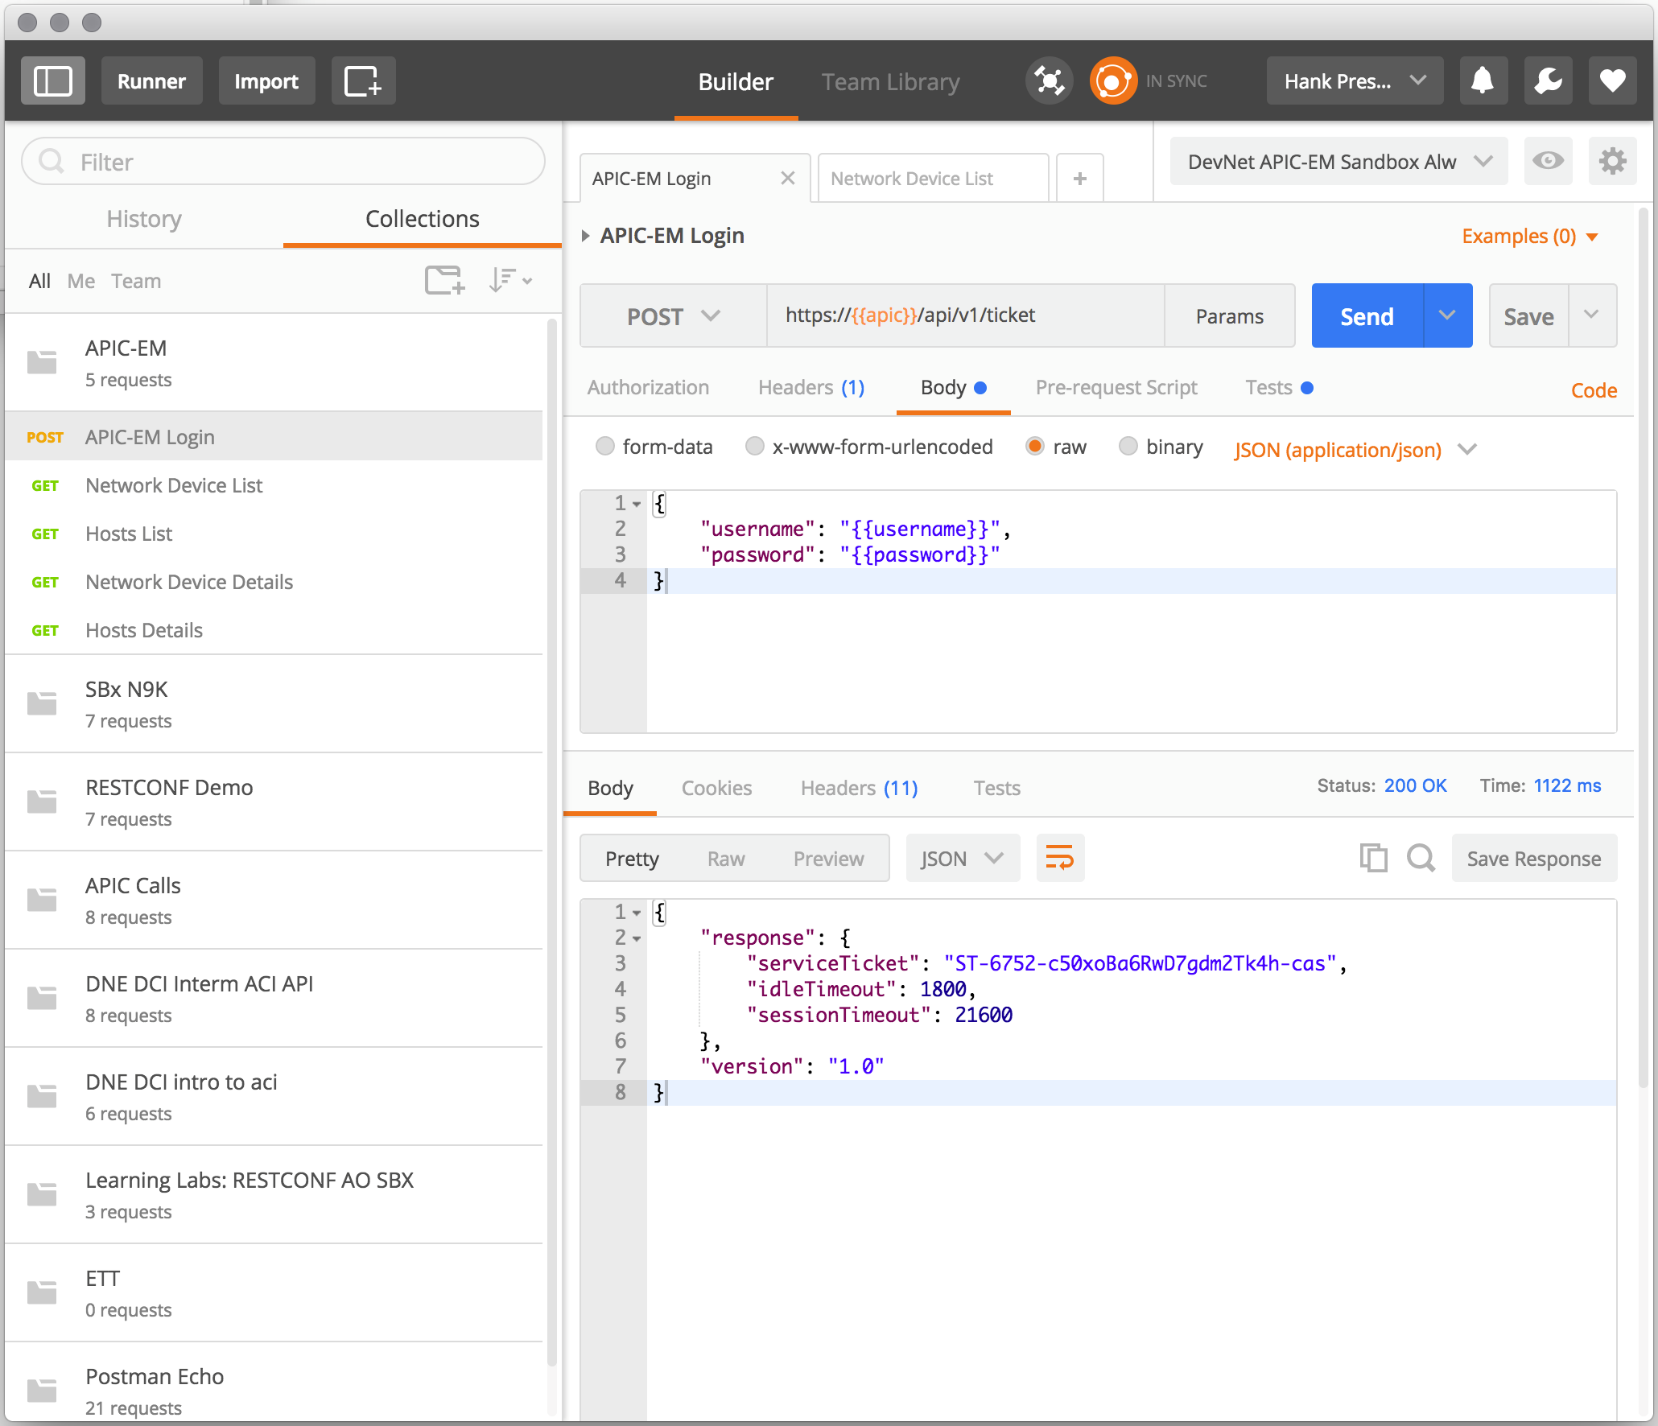 Runner
Import
Builder
Team Library
IN SYNC
Hank Pres...
Filter
History
Collections
All Me Team
APIC-EM
5 requests
POST APIC-EM Login
GET Network Device List
GET Hosts List
GET Network Device Details
GET Hosts Details
SBx N9K
7 requests
RESTCONF Demo
7 requests
APIC Calls
8 requests
DNE DCI Interm ACI API
8 requests
DNE DCI intro to aci
6 requests
Learning Labs: RESTCONF AO SBX
3 requests
ETT
0 requests
Postman Echo
21 requests
APIC-EM Login
Network Device List
+
DevNet APIC-EM Sandbox Alw
APIC-EM Login
Examples (0)
POST
https://{{apic}}/api/v1/ticket
Params
Send
Save
Authorization
Headers (1)
Body
Pre-request Script
Tests
Code
form-data
x-www-form-urlencoded
raw
binary
JSON (application/json)
1 {
2 "username": "{{username}}",
3 "password": "{{password}}"
4 }
Body
Cookies
Headers (11)
Tests
Status: 200 OK
Time: 1122 ms
Pretty
Raw
Preview
JSON
Save Response
1 {
2 "response": {
3 "serviceTicket": "ST-6752-c50xoBa6RwD7gdm2Tk4h-cas",
4 "idleTimeout": 1800,
5 "sessionTimeout": 21600
6 },
7 "version": "1.0"
8 }